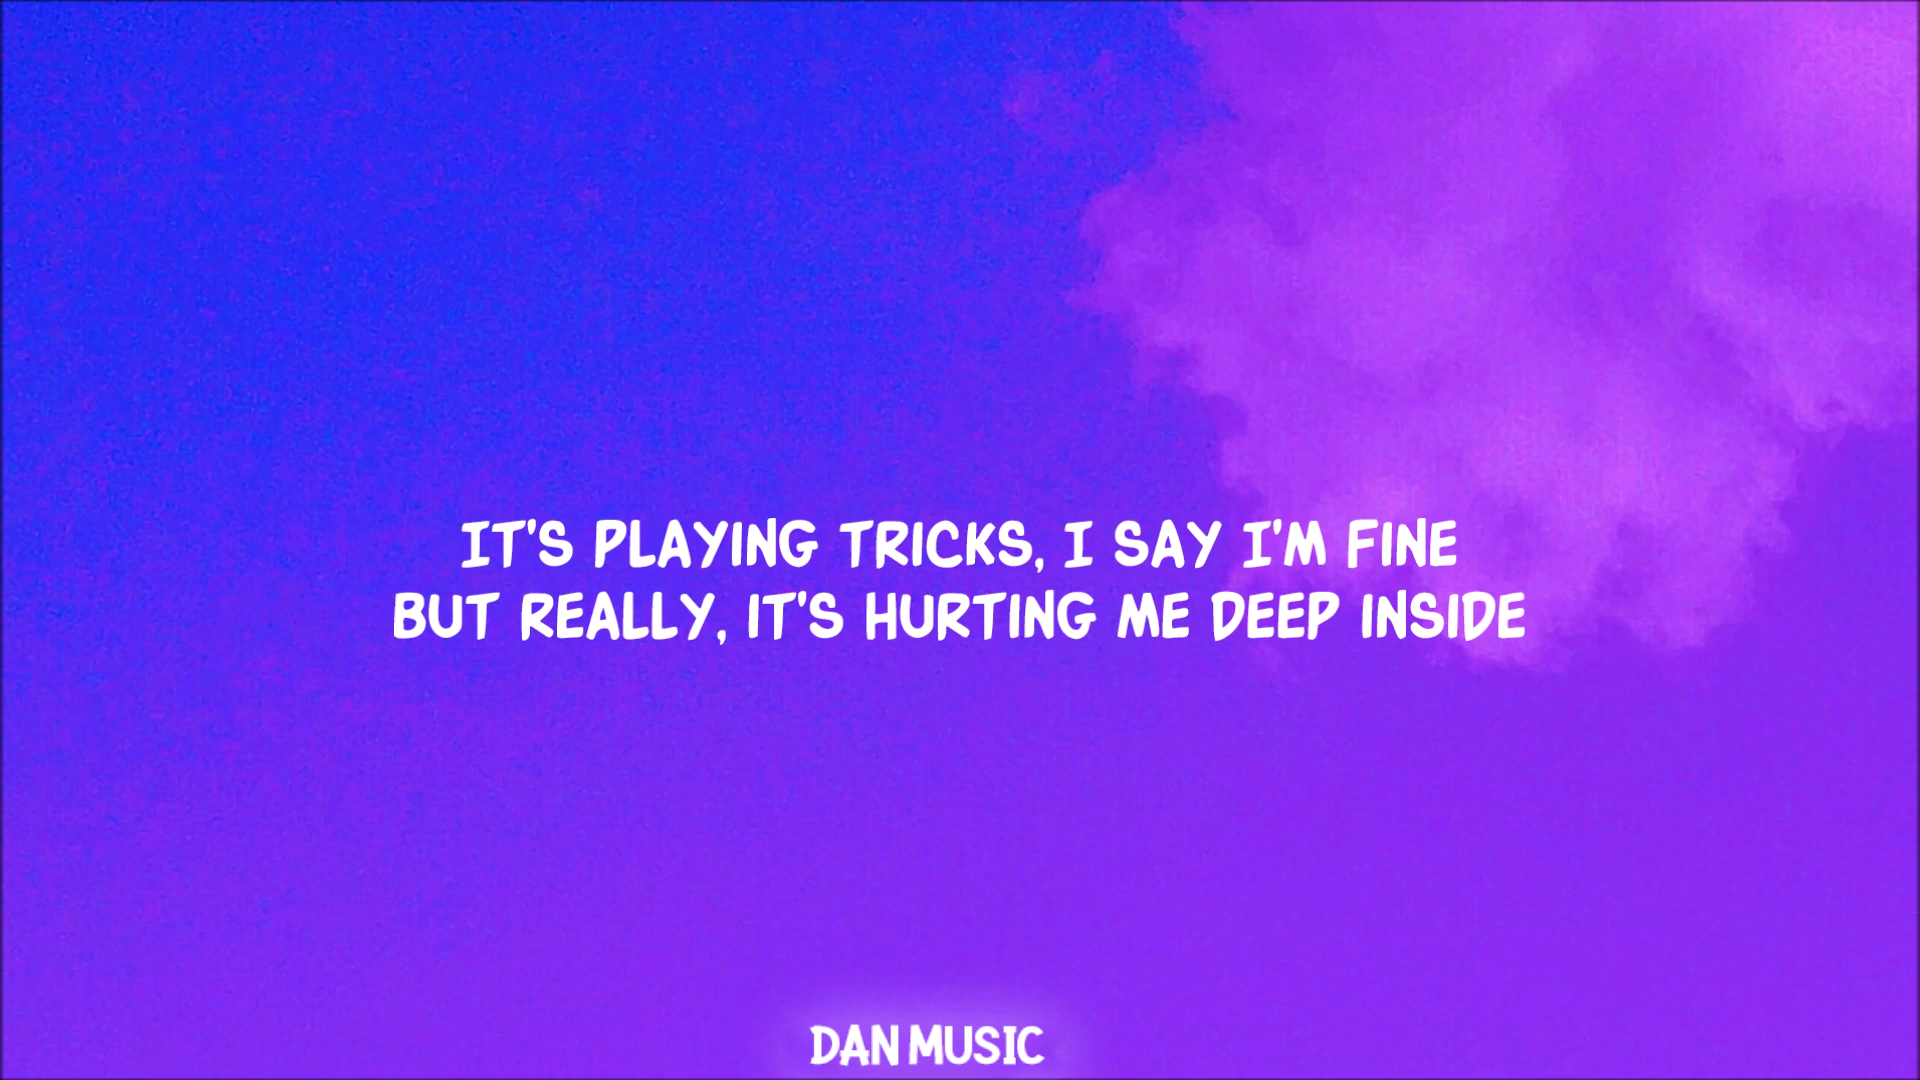 IT'S PLAYING TRICKS, I SAY I'M FINE
BUT REALLY, IT'S HURTING ME DEEP INSIDE
DAN MUSIC